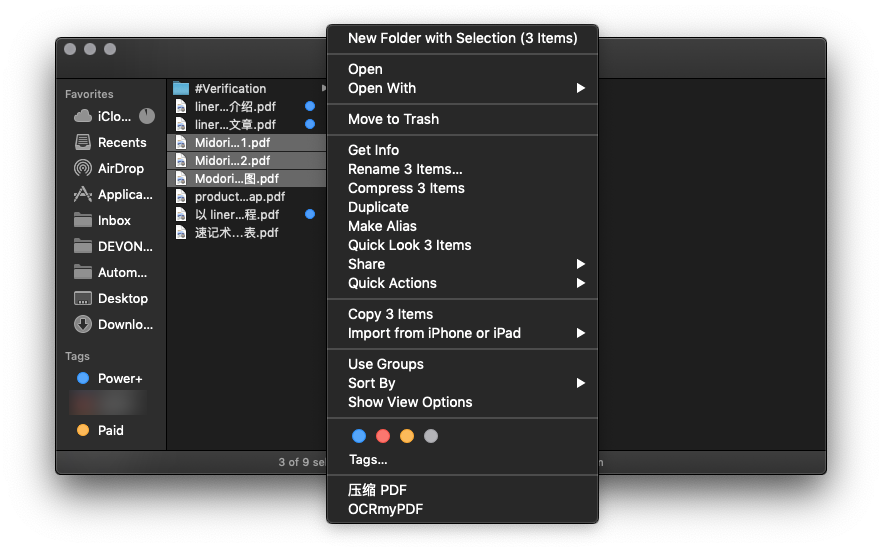 New Folder with Selection (3 Items)
Open
Open With
Move to Trash
Get Info
Rename 3 Items...
Compress 3 Items
Duplicate
Make Alias
Quick Look 3 Items
Share
Quick Actions
Copy 3 Items
Import from iPhone or iPad
Use Groups
Sort By
Show View Options
Tags...
压缩 PDF
OCRmyPDF
Favorites
iClo...
Recents
AirDrop
Applica...
Inbox
DEVON...
Autom...
Desktop
Downlo...
Tags
Power+
Paid
#Verification
liner...介绍.pdf
liner...文章.pdf
Midori...1.pdf
Midori...2.pdf
Modori...图.pdf
product...ap.pdf
以 liner...程.pdf
速记术...表.pdf
3 of 9 sel